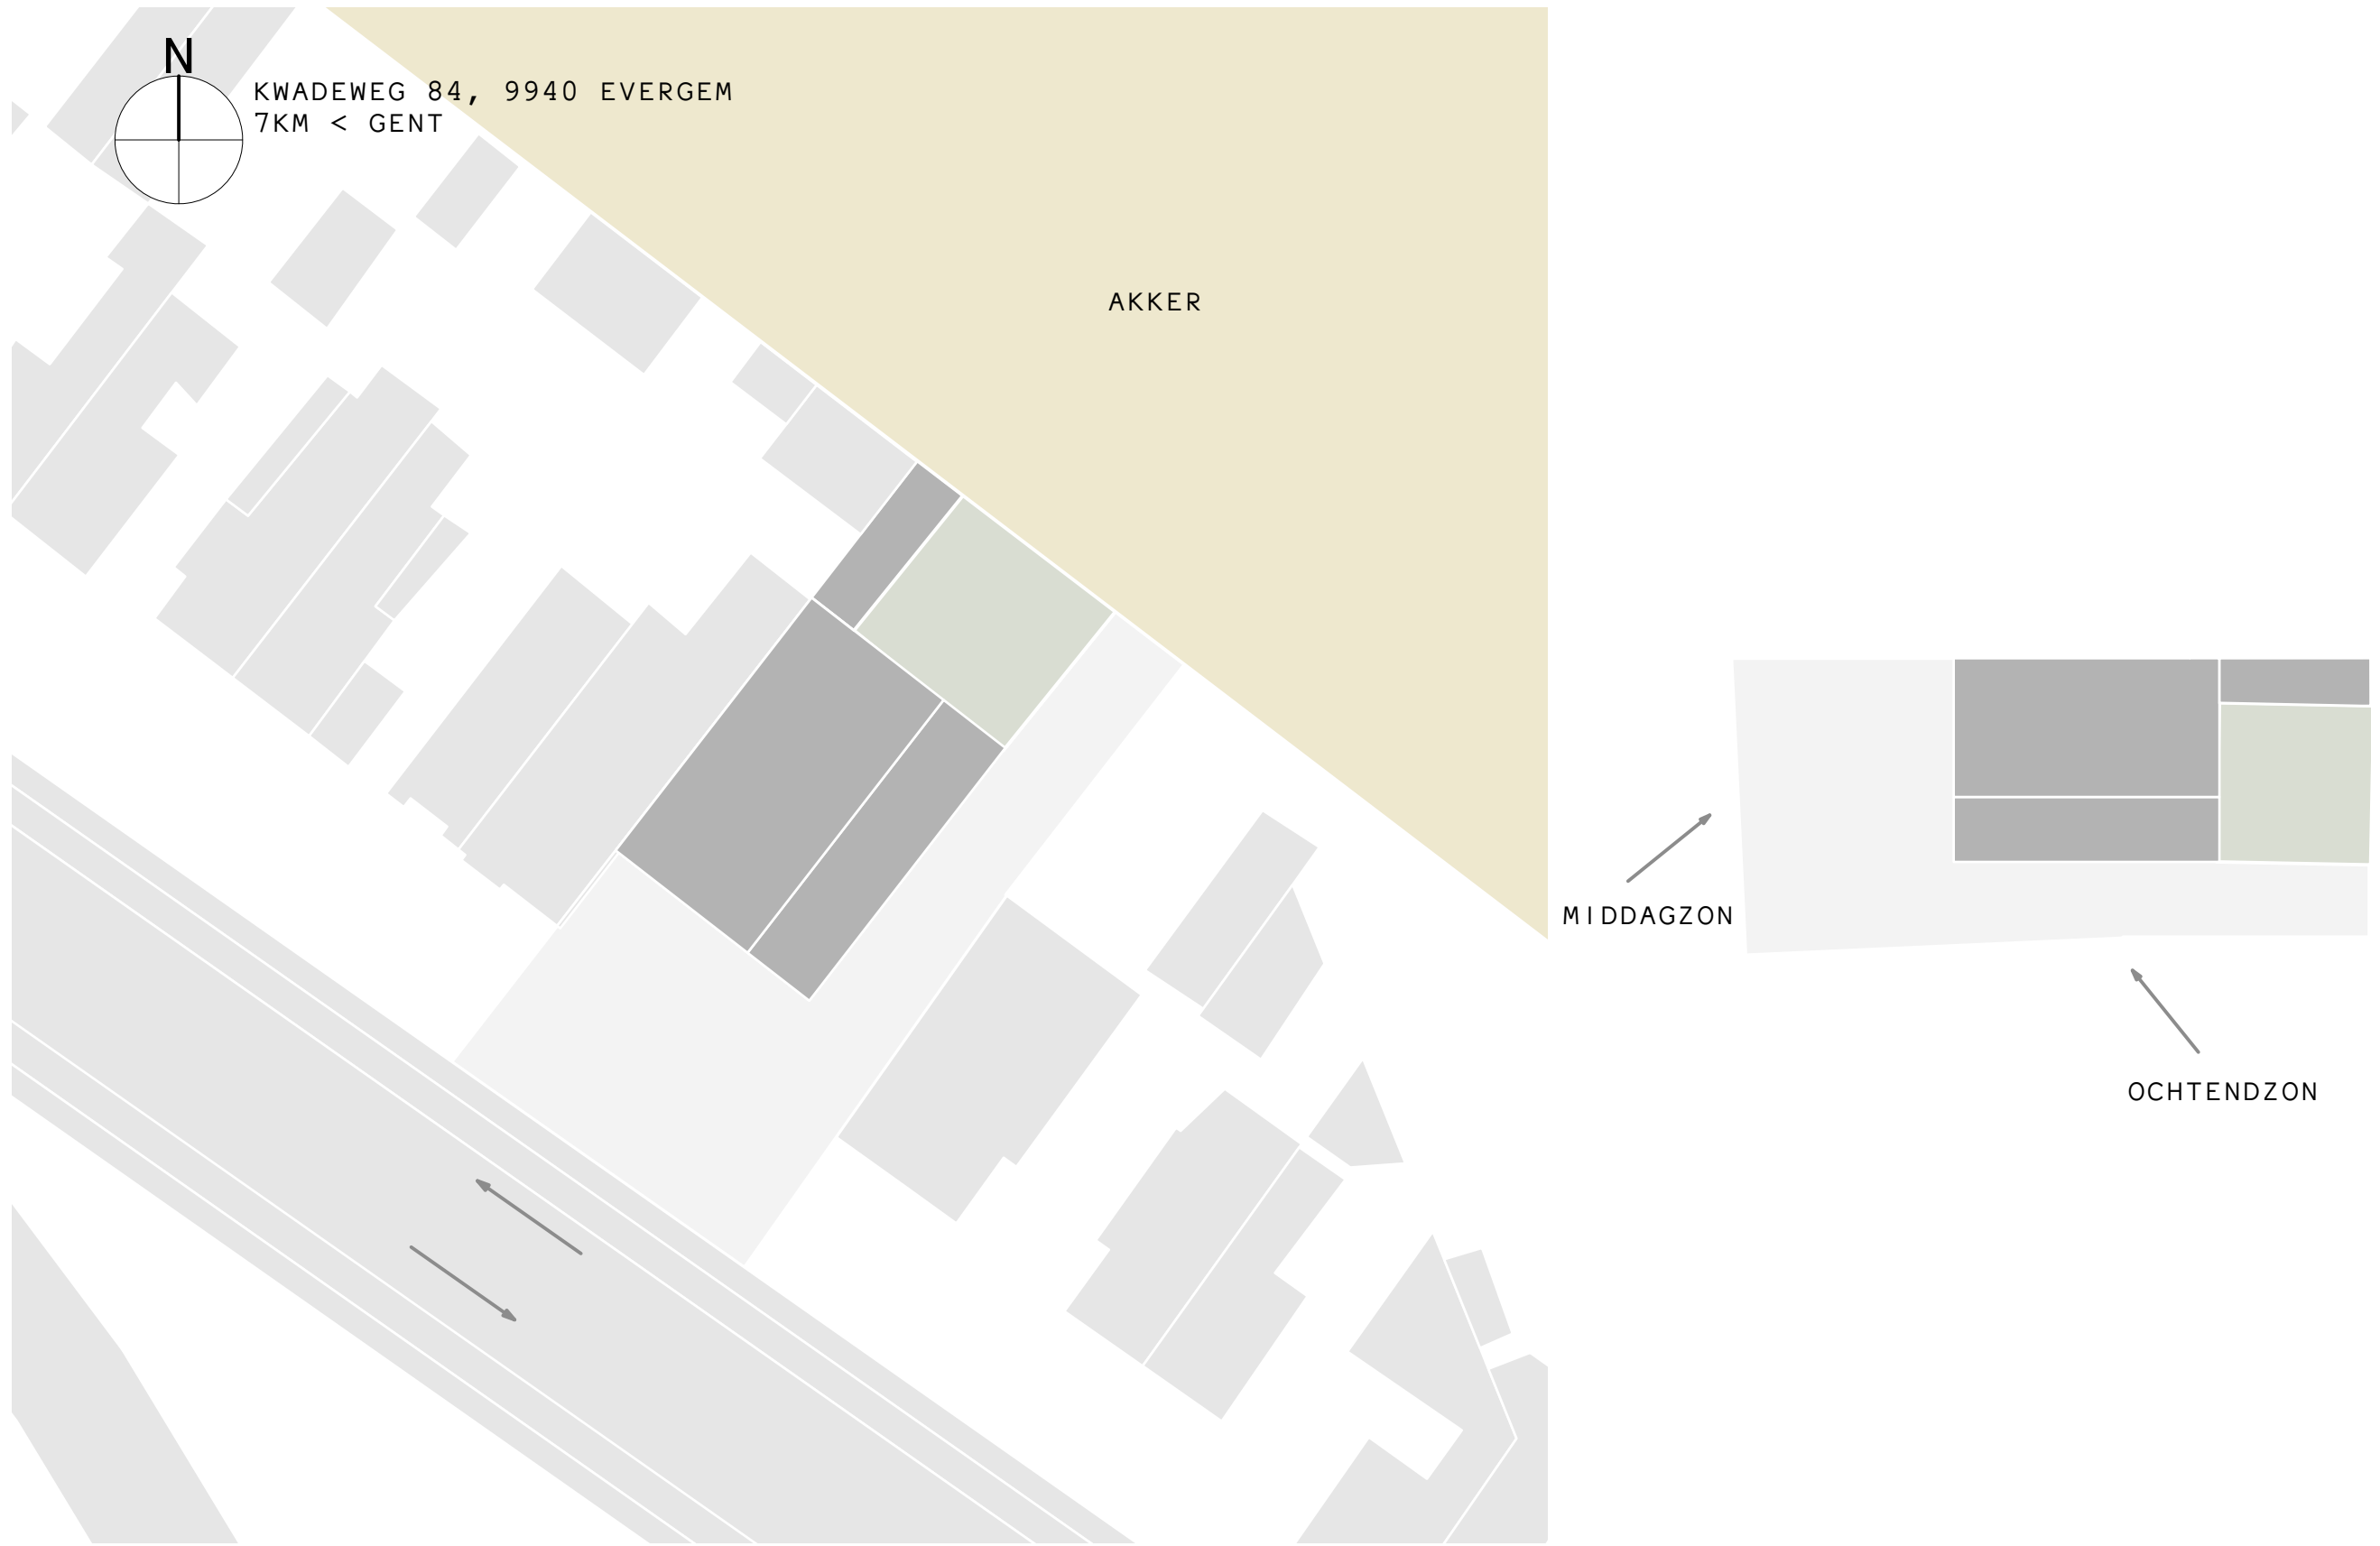 N
KWADEWEG 84, 9940 EVERGEM
7KM < GENT
AKKER
MIDDAGZON
OCHTENDZON